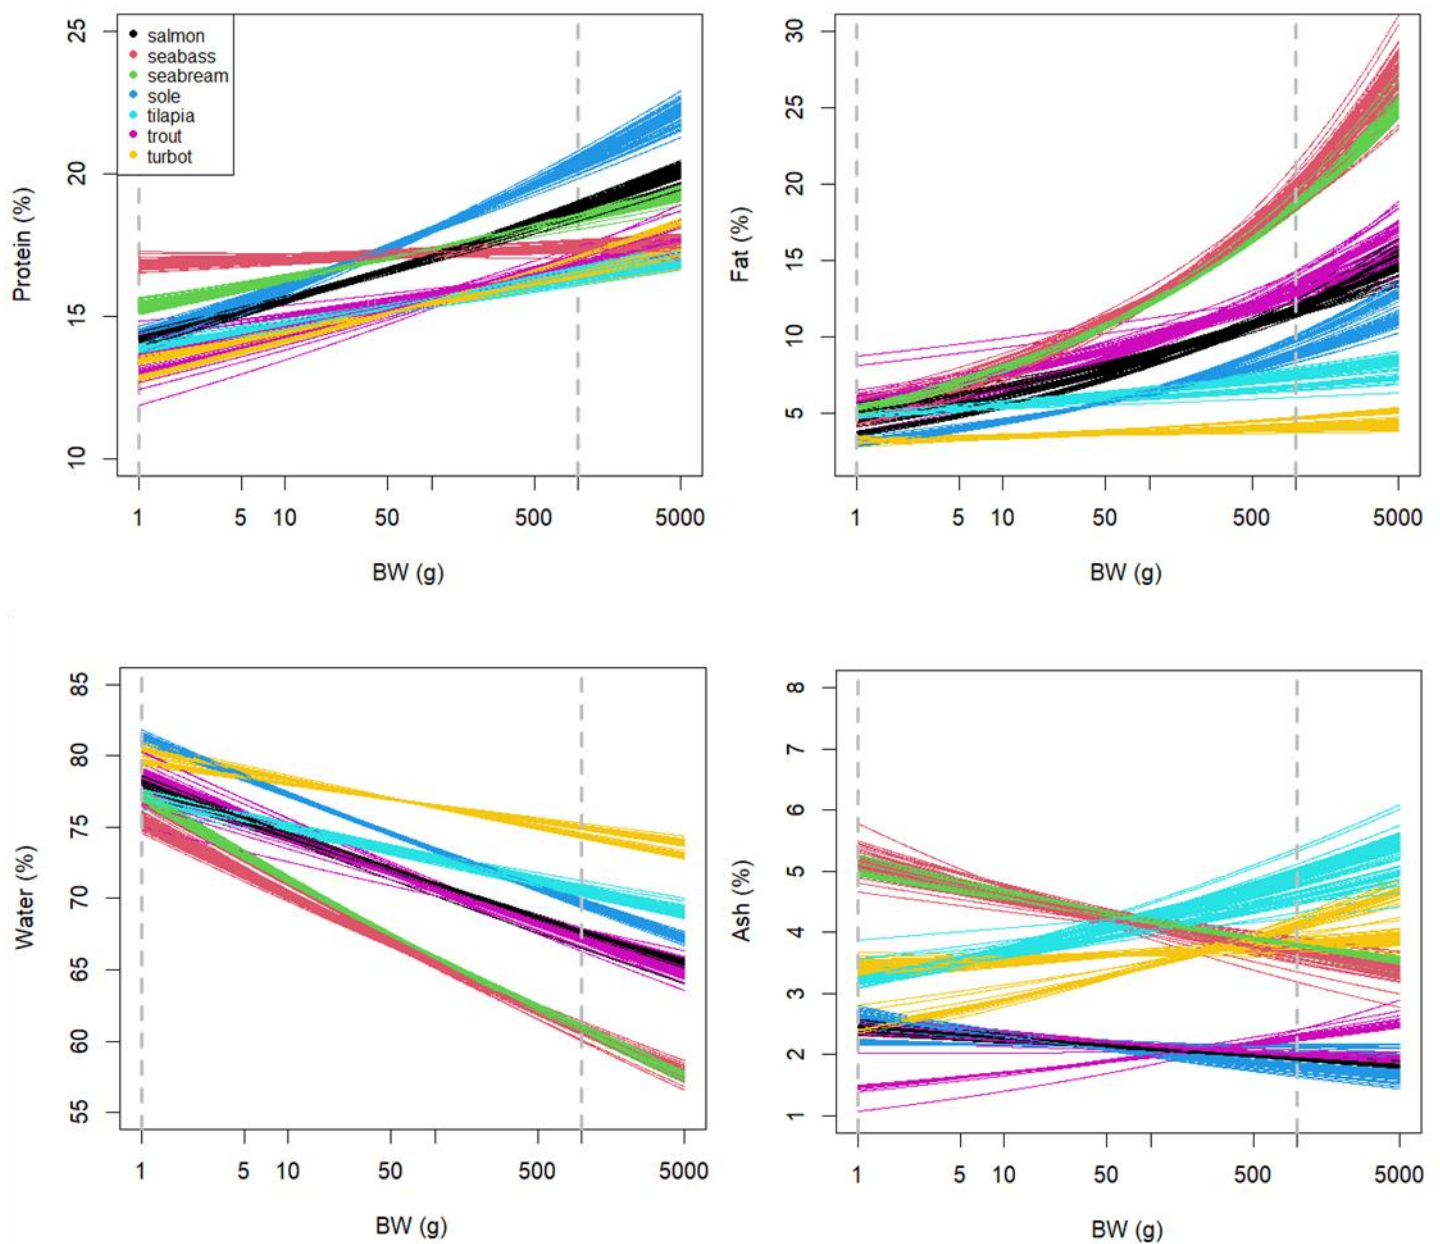 25
20
15
10
Protein (%)
salmon
seabass
seabream
sole
tilapia
trout
turbot
1 5 10 50 500 5000
BW (g)
30
25
20
15
10
5
Fat (%)
1 5 10 50 500 5000
BW (g)
85
80
75
70
65
60
55
Water (%)
1 5 10 50 500 5000
BW (g)
8
7
6
5
4
3
2
1
Ash (%)
1 5 10 50 500 5000
BW (g)